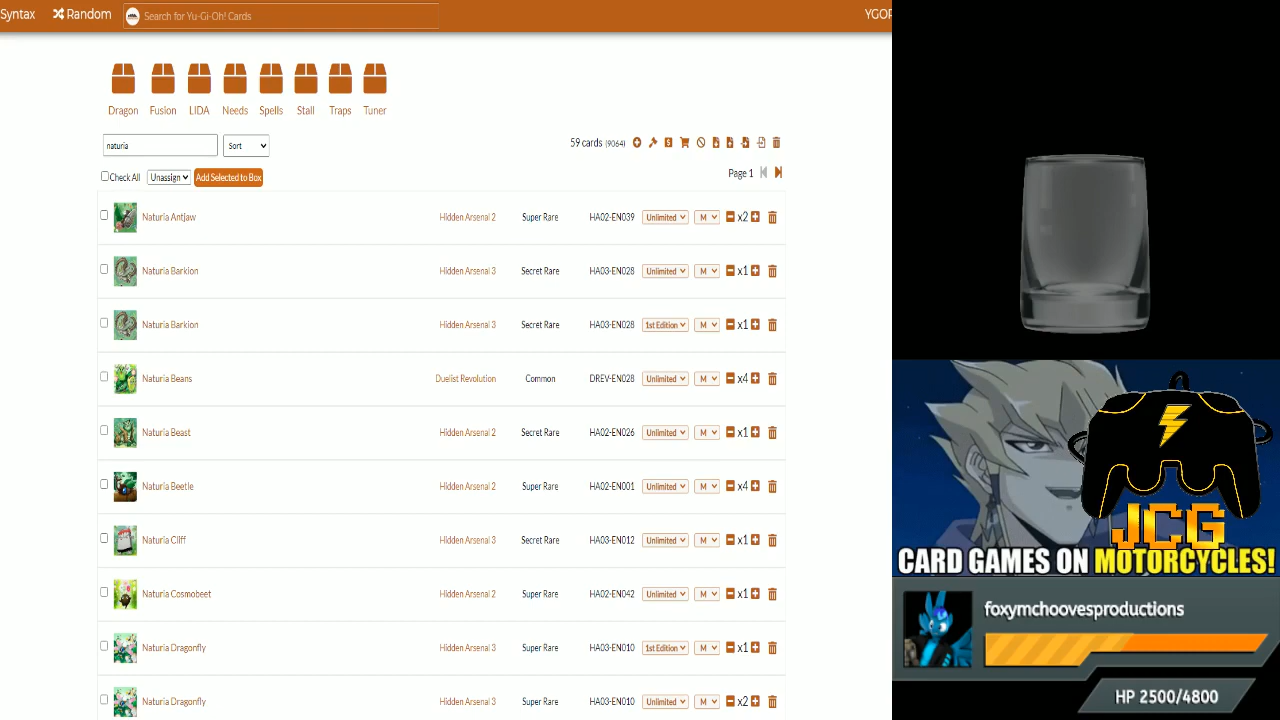 Syntax Random Search for Yu-Gi-Oh! Cards YGOP
Dragon Fusion LIDA Needs Spells Stall Traps Tuner
naturia Sort 59 cards (9064)
Check All Unassign Add Selected to Box Page 1
Naturia Antjaw Hidden Arsenal 2 Super Rare HA02-EN039 Unlimited M x2
Naturia Barkion Hidden Arsenal 3 Secret Rare HA03-EN028 Unlimited M x1
Naturia Barkion Hidden Arsenal 3 Secret Rare HA03-EN028 1st Edition M x1
Naturia Beans Duelist Revolution Common DREV-EN028 Unlimited M x4
Naturia Beast Hidden Arsenal 2 Secret Rare HA02-EN026 Unlimited M x1
Naturia Beetle Hidden Arsenal 2 Super Rare HA02-EN001 Unlimited M x4
Naturia Cliff Hidden Arsenal 3 Secret Rare HA03-EN012 Unlimited M x1
Naturia Cosmobeet Hidden Arsenal 2 Super Rare HA02-EN042 Unlimited M x1
Naturia Dragonfly Hidden Arsenal 3 Super Rare HA03-EN010 1st Edition M x1
Naturia Dragonfly Hidden Arsenal 3 Super Rare HA03-EN010 Unlimited M x2
JCG
CARD GAMES ON MOTORCYCLES!
foxymchoovesproductions
HP 2500/4800